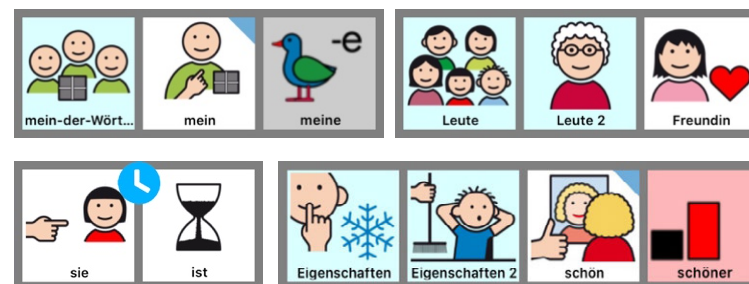 -e
mein-der-Wört... mein meine Leute Leute 2 Freundin
sie ist Eigenschaften Eigenschaften 2 schön schöner